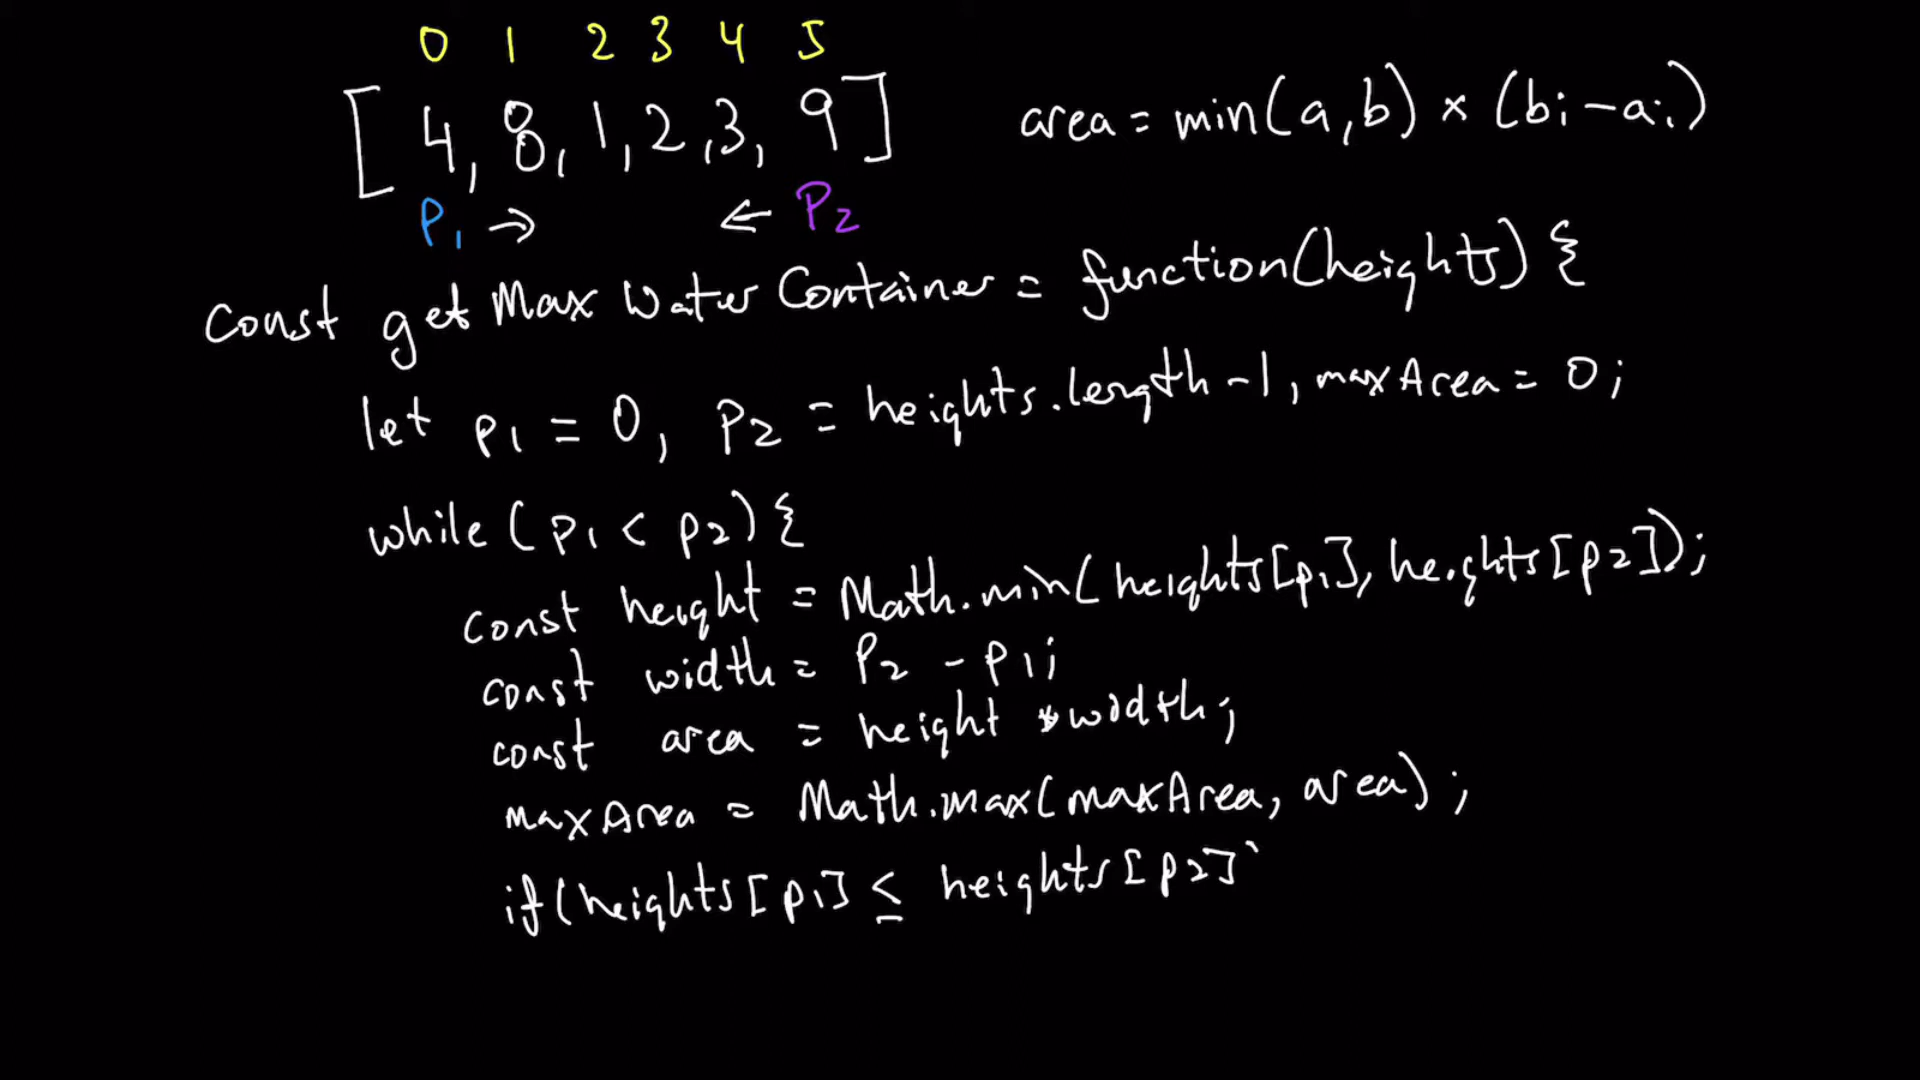 0 1 2 3 4 5
[4, 8, 1, 2, 3, 9]
area = min(a, b) × (bi - ai)
P1 → ← P2
const getMaxWaterContainer = function(heights) {
let p1 = 0, p2 = heights.length - 1, maxArea = 0;
while (p1 < p2) {
const height = Math.min(heights[p1], heights[p2]);
const width = p2 - p1;
const area = height * width;
maxArea = Math.max(maxArea, area);
if (heights[p1] ≤ heights[p2]